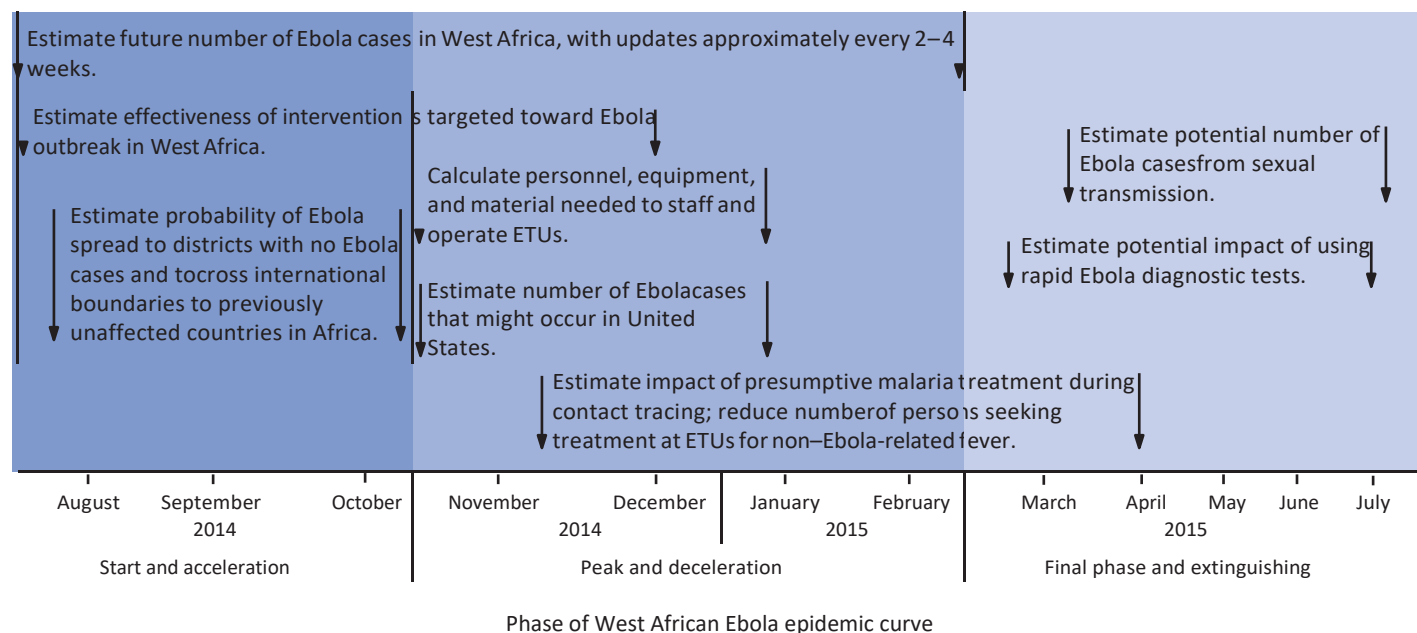 Estimate future number of Ebola cases in West Africa, with updates approximately every 2–4
weeks.
Estimate effectiveness of intervention s targeted toward Ebola
outbreak in West Africa.
Estimate probability of Ebola
spread to districts with no Ebola
cases and tocross international
boundaries to previously
unaffected countries in Africa.
Calculate personnel, equipment,
and material needed to staff and
operate ETUs.
Estimate number of Ebolacases
that might occur in United
States.
Estimate impact of presumptive malaria treatment during
contact tracing; reduce numberof persons seeking
treatment at ETUs for non–Ebola-related fever.
Estimate potential number of
Ebola casesfrom sexual
transmission.
Estimate potential impact of using
rapid Ebola diagnostic tests.
August September October November December January February March April May June July
2014 2014 2015 2015
Start and acceleration Peak and deceleration Final phase and extinguishing
Phase of West African Ebola epidemic curve